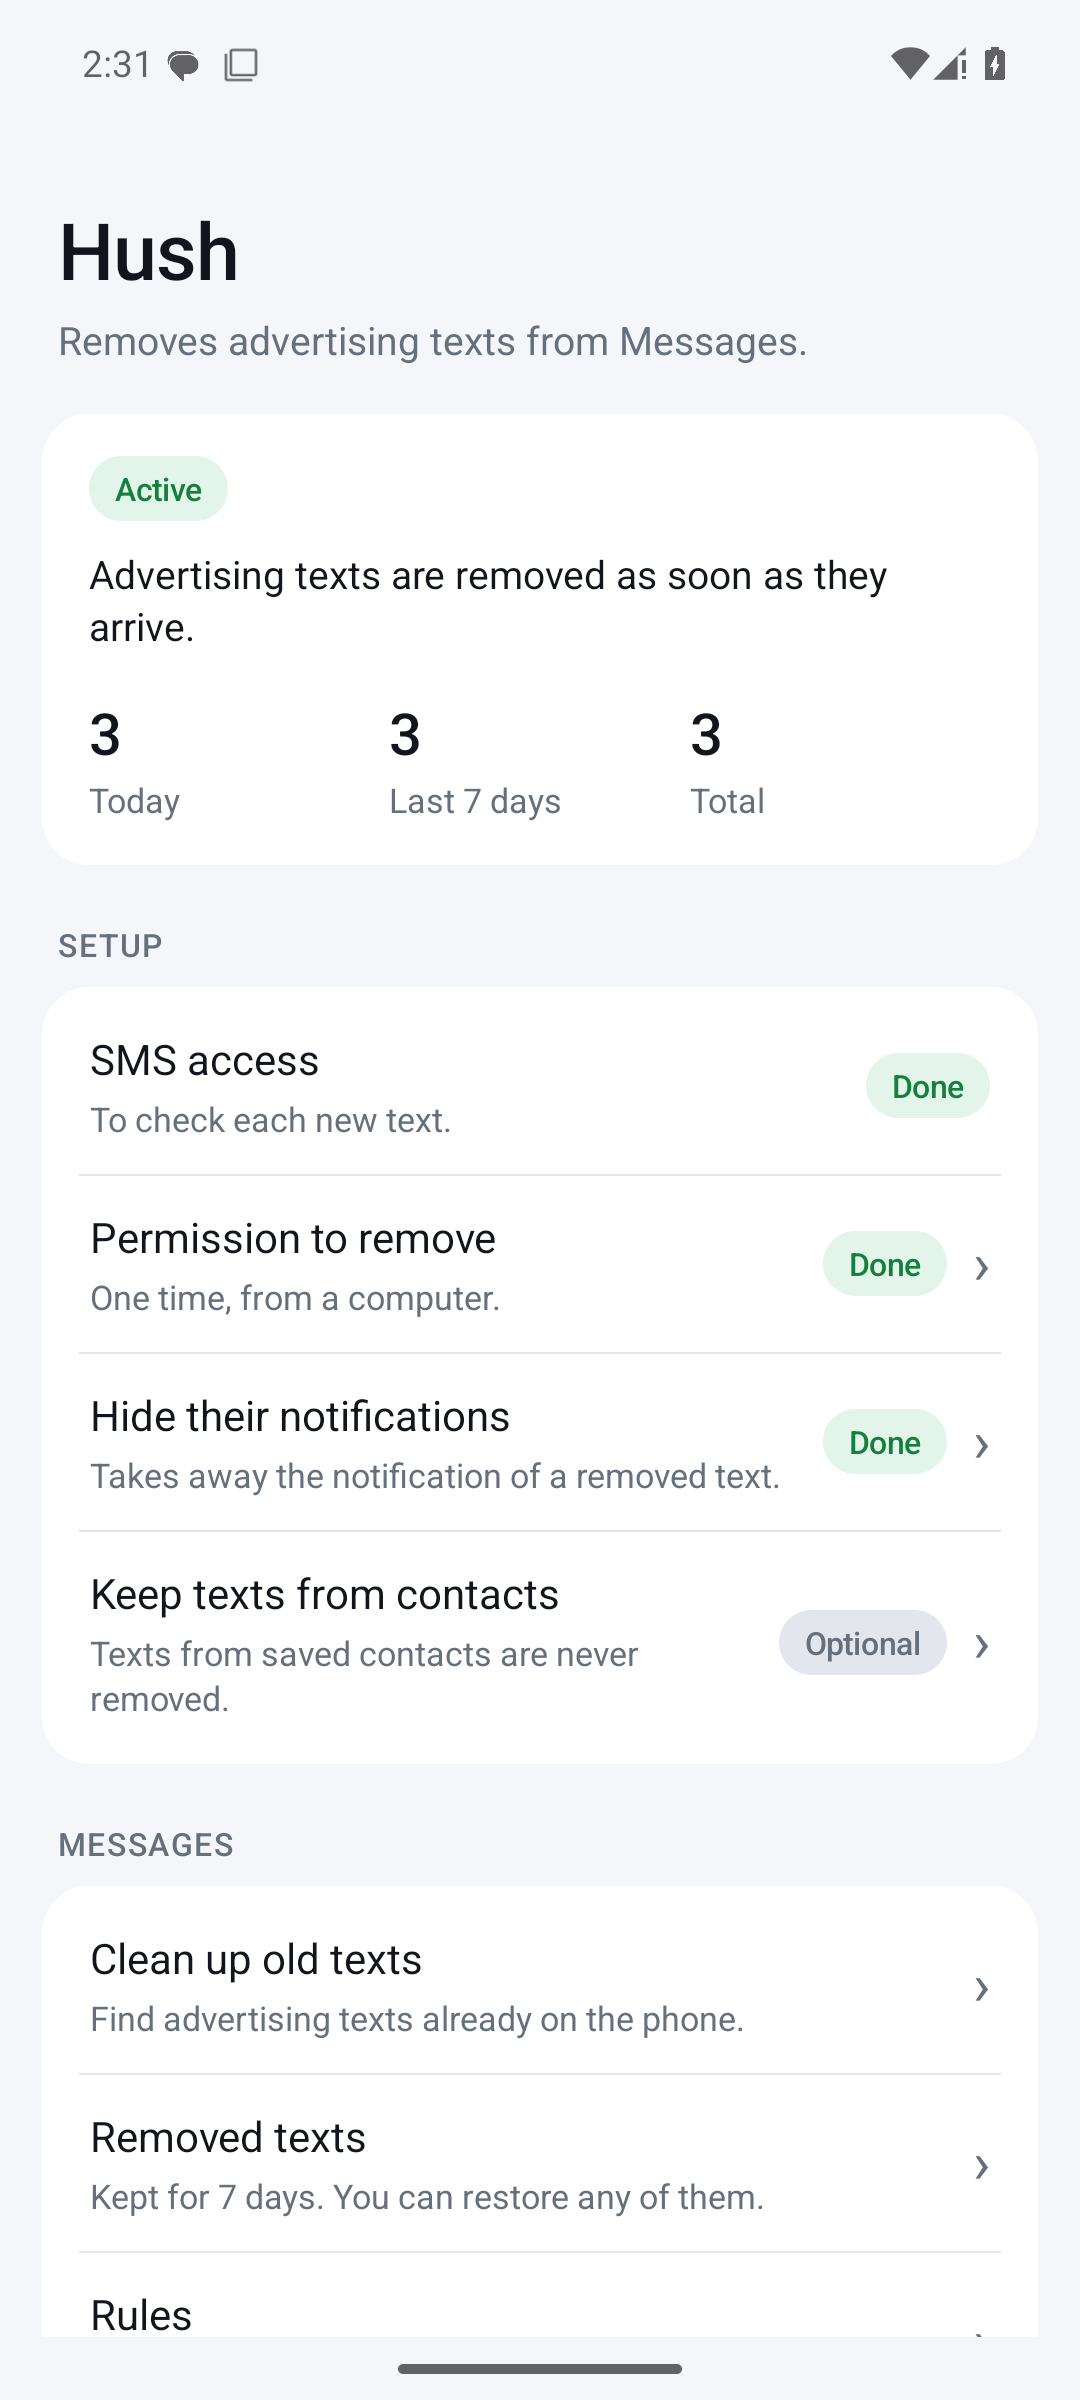 2:31
Hush
Removes advertising texts from Messages.
Active
Advertising texts are removed as soon as they
arrive.
3
3
3
Today
Last 7 days
Total
SETUP
SMS access
To check each new text.
Done
Permission to remove
One time, from a computer.
Done
Hide their notifications
Takes away the notification of a removed text.
Done
Keep texts from contacts
Texts from saved contacts are never
removed.
Optional
MESSAGES
Clean up old texts
Find advertising texts already on the phone.
Removed texts
Kept for 7 days. You can restore any of them.
Rules